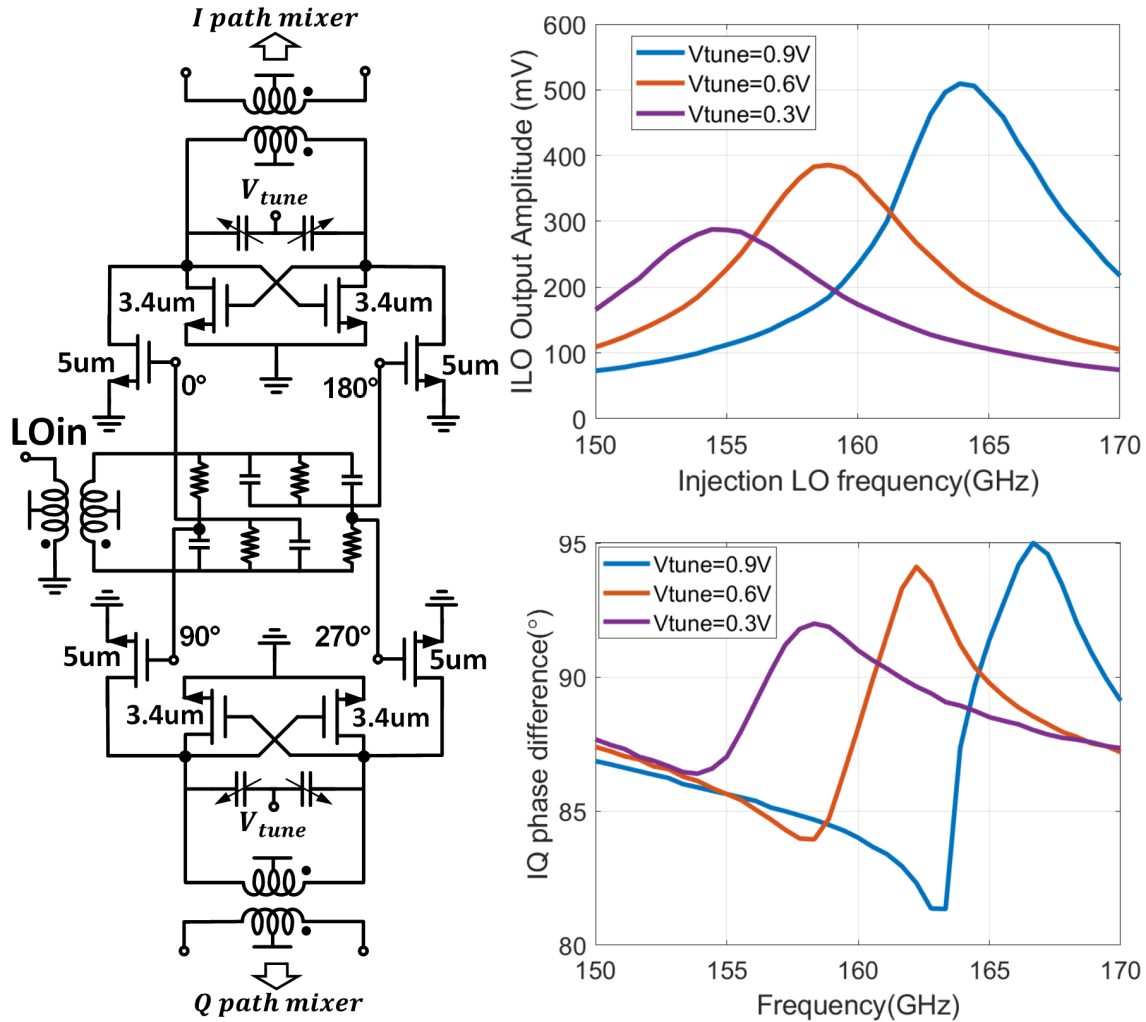 I path mixer
V_tune
3.4um
3.4um
5um
0°
180°
5um
LOin
90°
270°
5um
5um
3.4um
3.4um
V_tune
Q path mixer
600
500
400
300
200
100
0
ILO Output Amplitude (mV)
Vtune=0.9V
Vtune=0.6V
Vtune=0.3V
150
155
160
165
170
Injection LO frequency(GHz)
95
90
85
80
IQ phase difference(°)
Vtune=0.9V
Vtune=0.6V
Vtune=0.3V
150
155
160
165
170
Frequency(GHz)